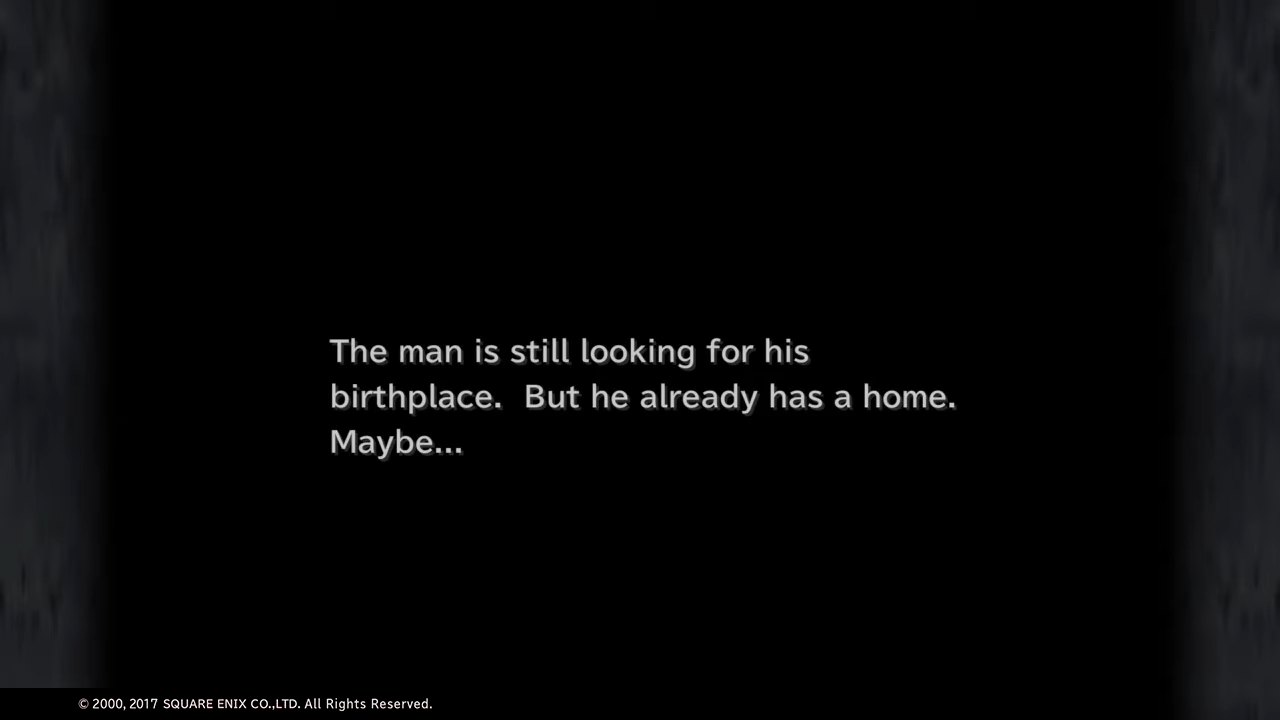 The man is still looking for his
birthplace.  But he already has a home.
Maybe...
© 2000, 2017 SQUARE ENIX CO.,LTD. All Rights Reserved.